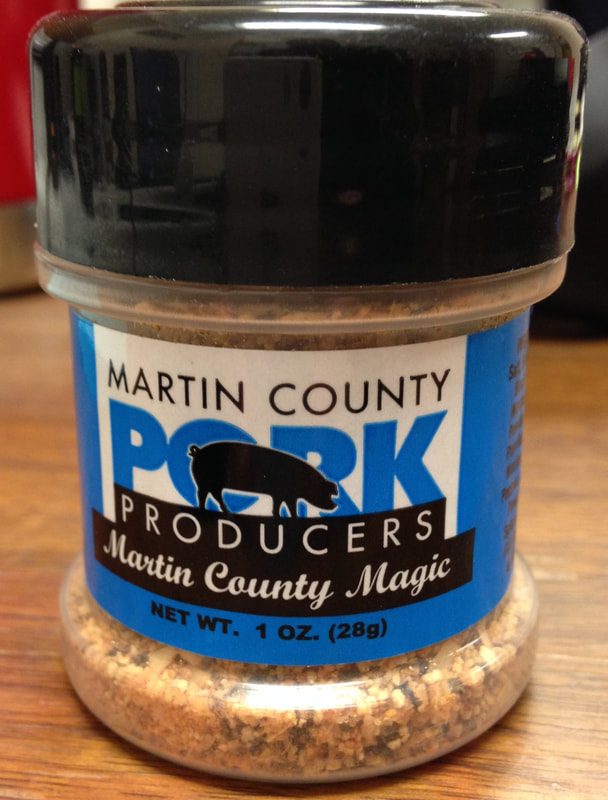 MARTIN COUNTY
PORK
PRODUCERS
Martin County Magic
NET WT. 1 OZ. (28g)